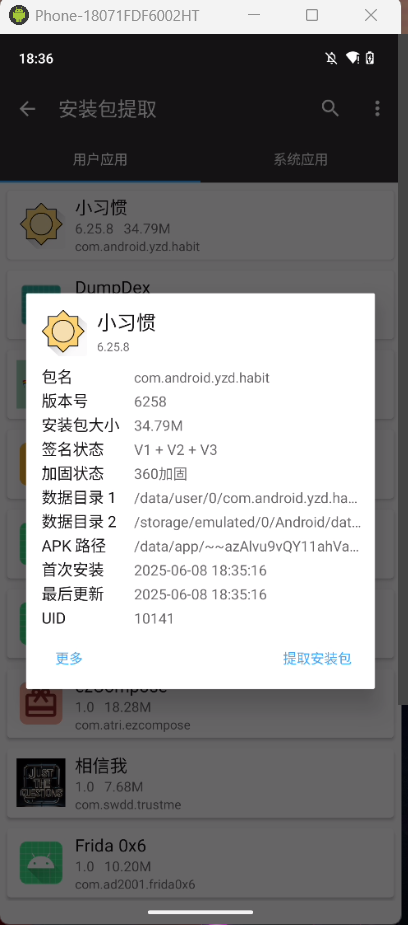 Phone-18071FDF6002HT
18:36
安装包提取
用户应用 系统应用
小习惯
6.25.8 34.79M
com.android.yzd.habit
DumpDex
小习惯
6.25.8
包名 com.android.yzd.habit
版本号 6258
安装包大小 34.79M
签名状态 V1 + V2 + V3
加固状态 360加固
数据目录 1 /data/user/0/com.android.yzd.ha...
数据目录 2 /storage/emulated/0/Android/dat...
APK 路径 /data/app/~~azAlvu9vQY11ahVa...
首次安装 2025-06-08 18:35:16
最后更新 2025-06-08 18:35:16
UID 10141
更多 提取安装包
ezCompose
1.0 18.28M
com.atri.ezcompose
相信我
1.0 7.68M
com.swdd.trustme
Frida 0x6
1.0 10.20M
com.ad2001.frida0x6